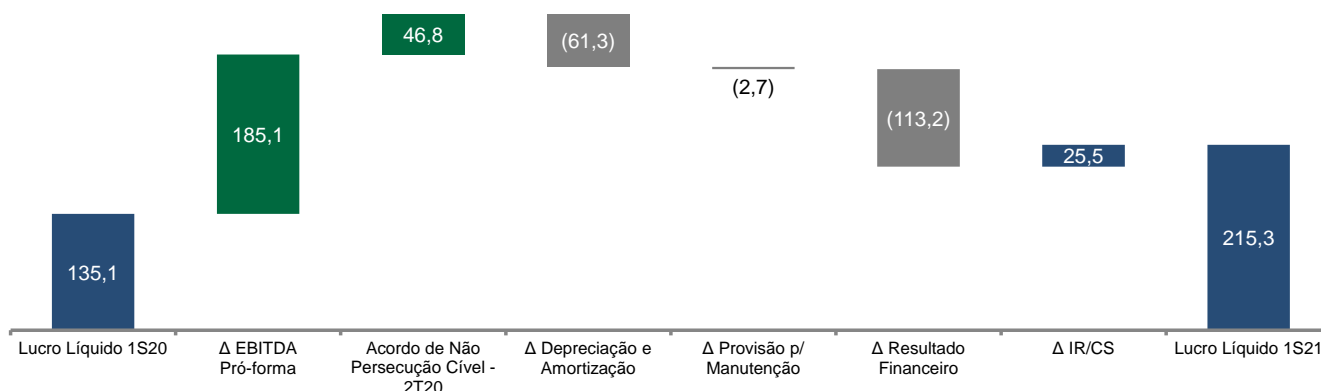 46,8
(61,3)
(2,7)
185,1
(113,2)
25,5
135,1
215,3
Lucro Líquido 1S20
Δ EBITDA
Pró-forma
Acordo de Não
Persecução Cível -
2T20
Δ Depreciação e
Amortização
Δ Provisão p/
Manutenção
Δ Resultado
Financeiro
Δ IR/CS
Lucro Líquido 1S21